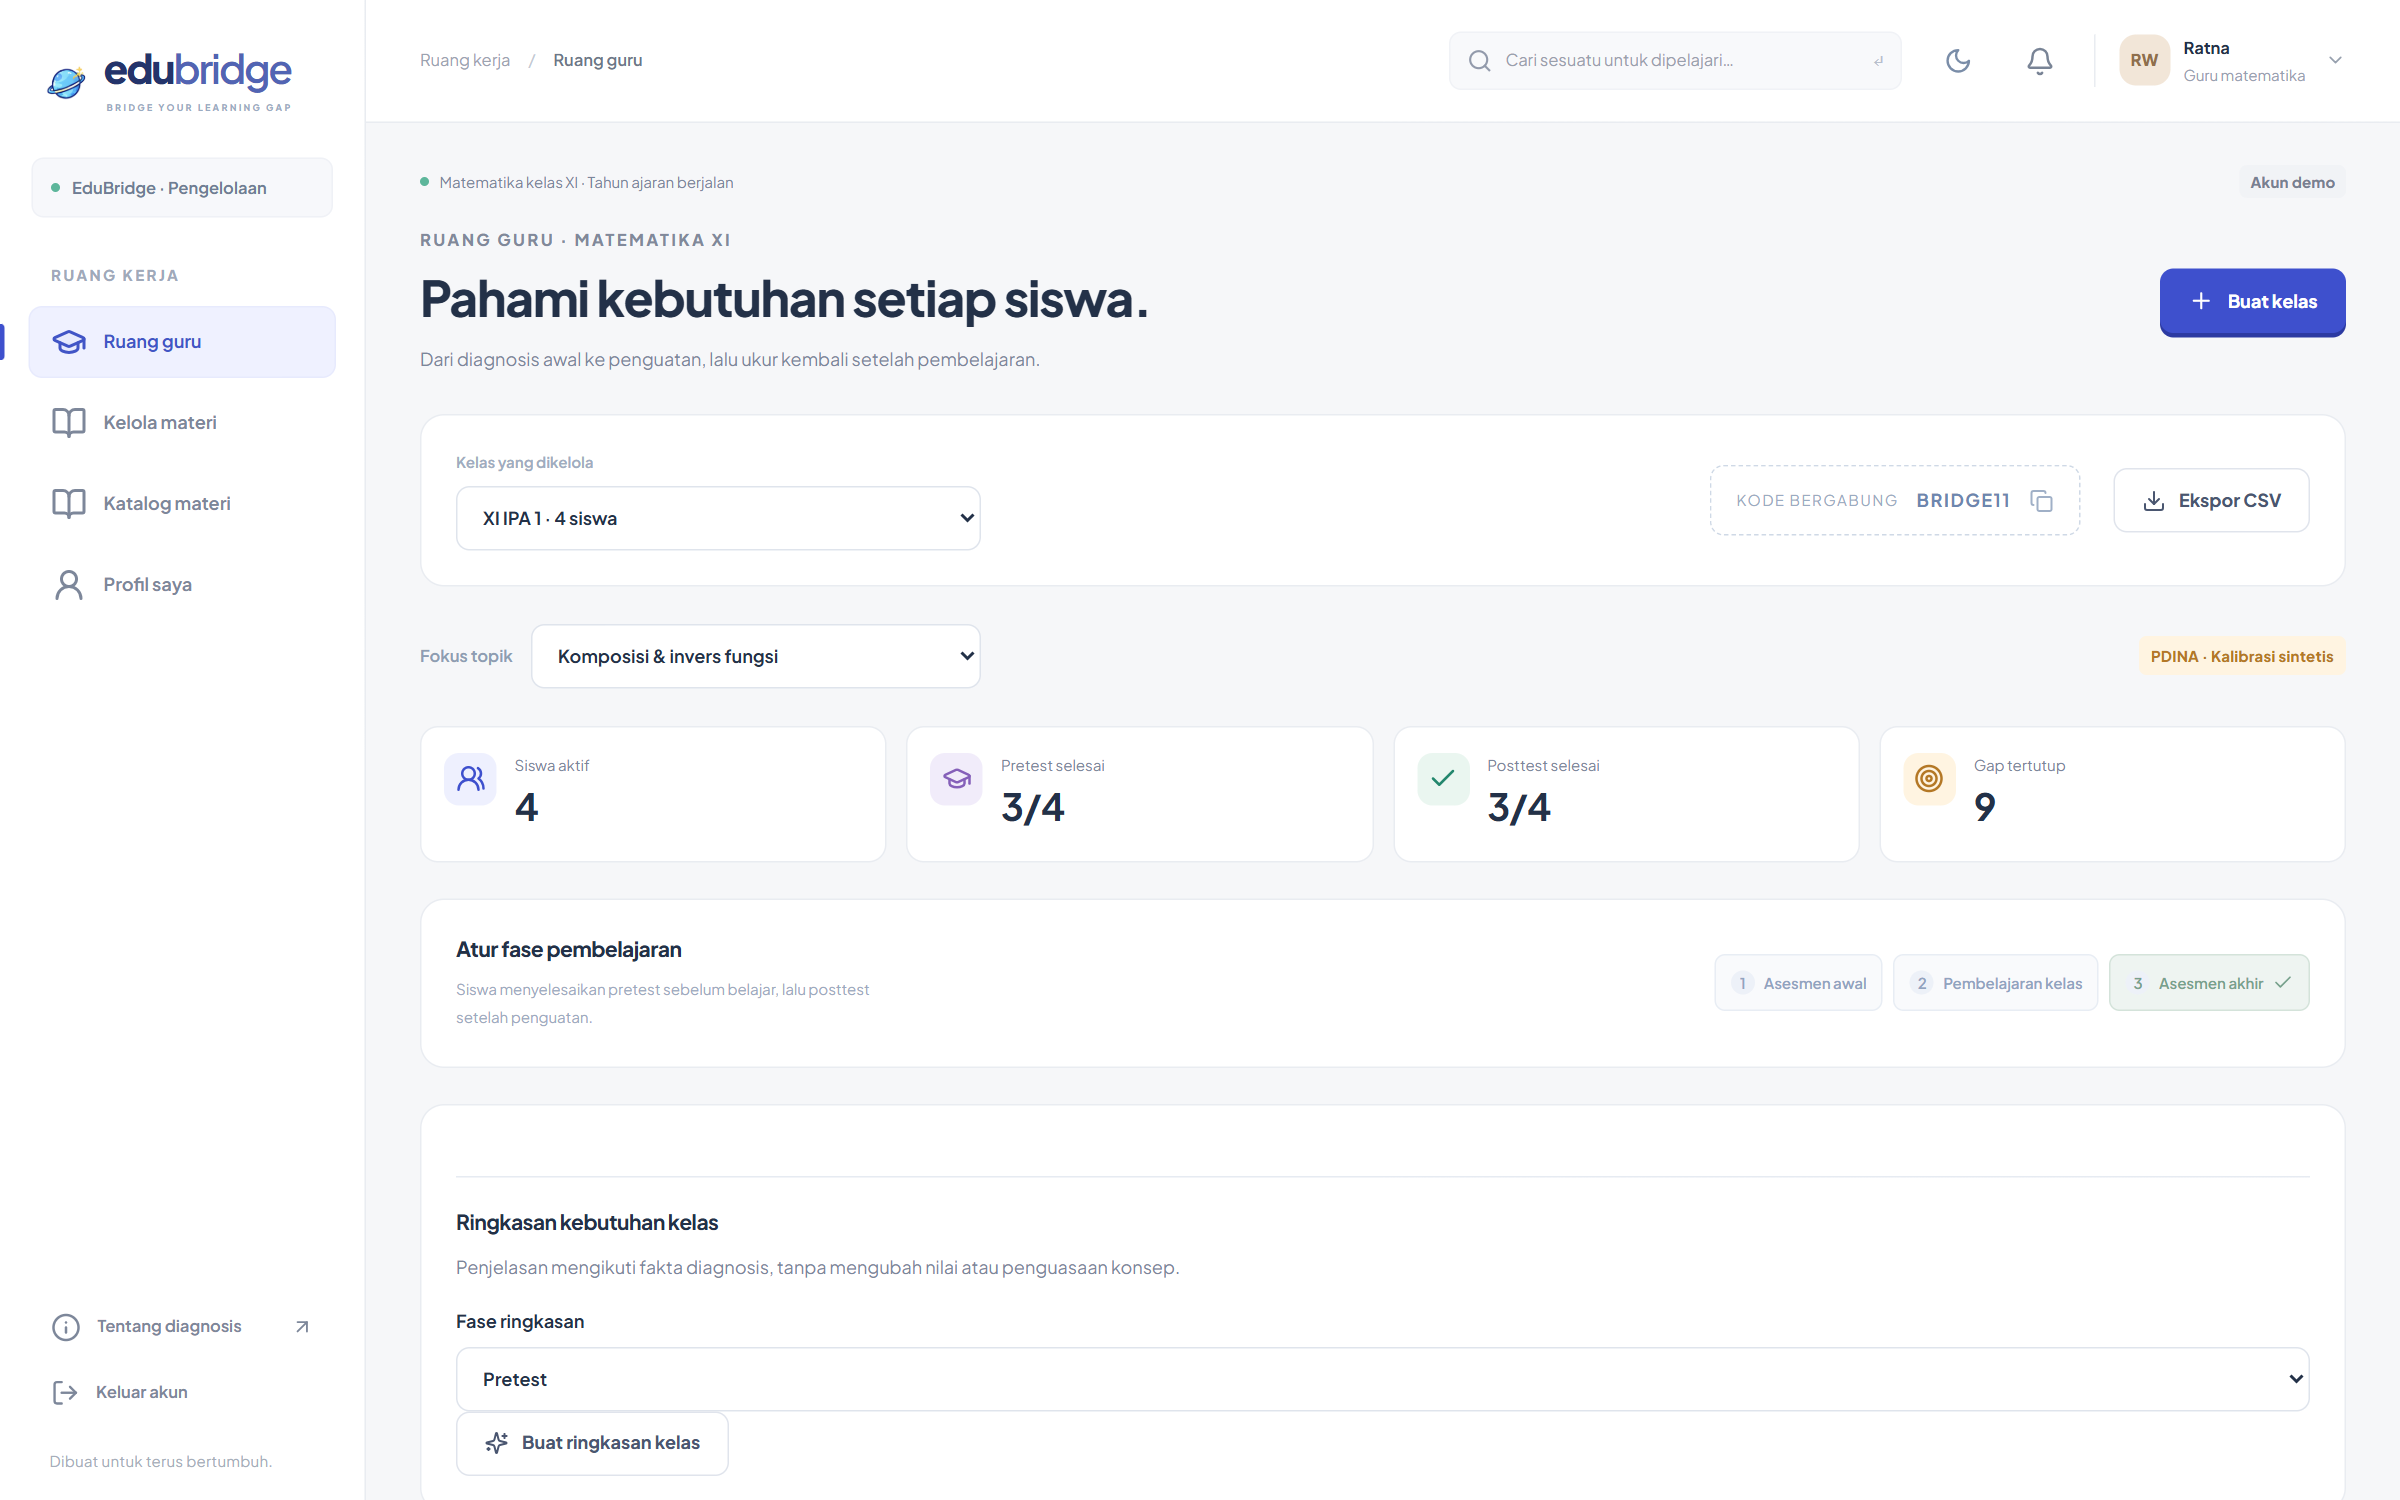 edubridge
BRIDGE YOUR LEARNING GAP
EduBridge · Pengelolaan
RUANG KERJA
Ruang guru
Kelola materi
Katalog materi
Profil saya
Tentang diagnosis
Keluar akun
Dibuat untuk terus bertumbuh.
Ruang kerja / Ruang guru
Cari sesuatu untuk dipelajari...
RW
Ratna
Guru matematika
Matematika kelas XI · Tahun ajaran berjalan
Akun demo
RUANG GURU · MATEMATIKA XI
Pahami kebutuhan setiap siswa.
Buat kelas
Dari diagnosis awal ke penguatan, lalu ukur kembali setelah pembelajaran.
Kelas yang dikelola
XI IPA 1 · 4 siswa
KODE BERGABUNG BRIDGE11
Ekspor CSV
Fokus topik
Komposisi & invers fungsi
PDINA · Kalibrasi sintetis
Siswa aktif
4
Pretest selesai
3/4
Posttest selesai
3/4
Gap tertutup
9
Atur fase pembelajaran
Siswa menyelesaikan pretest sebelum belajar, lalu posttest
setelah penguatan.
1 Asesmen awal
2 Pembelajaran kelas
3 Asesmen akhir
Ringkasan kebutuhan kelas
Penjelasan mengikuti fakta diagnosis, tanpa mengubah nilai atau penguasaan konsep.
Fase ringkasan
Pretest
Buat ringkasan kelas